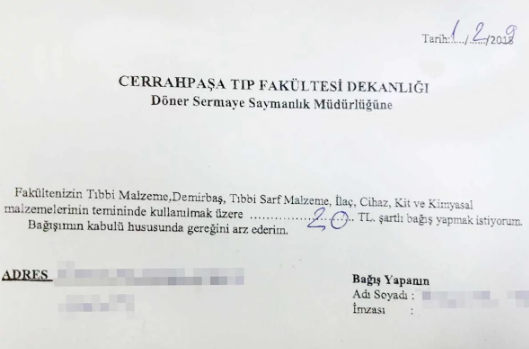 Tarih:1../.2.../2019
CERRAHPAŞA TIP FAKÜLTESİ DEKANLIĞI
Döner Sermaye Saymanlık Müdürlüğüne
Fakültenizin Tıbbi Malzeme,Demirbaş, Tıbbi Sarf Malzeme, İlaç, Cihaz, Kit ve Kimyasal
malzemelerinin temininde kullanılmak üzere ...............20...... TL. şartlı bağış yapmak istiyorum.
Bağışımın kabulü hususunda gereğini arz ederim.
ADRES
Bağış Yapanın
Adı Soyadı :
İmzası :